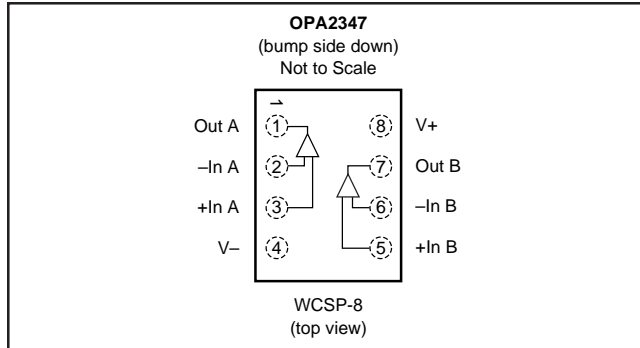 OPA2347
(bump side down)
Not to Scale
1
Out A 1 8 V+
–In A 2 7 Out B
+In A 3 6 –In B
V– 4 5 +In B
WCSP-8
(top view)